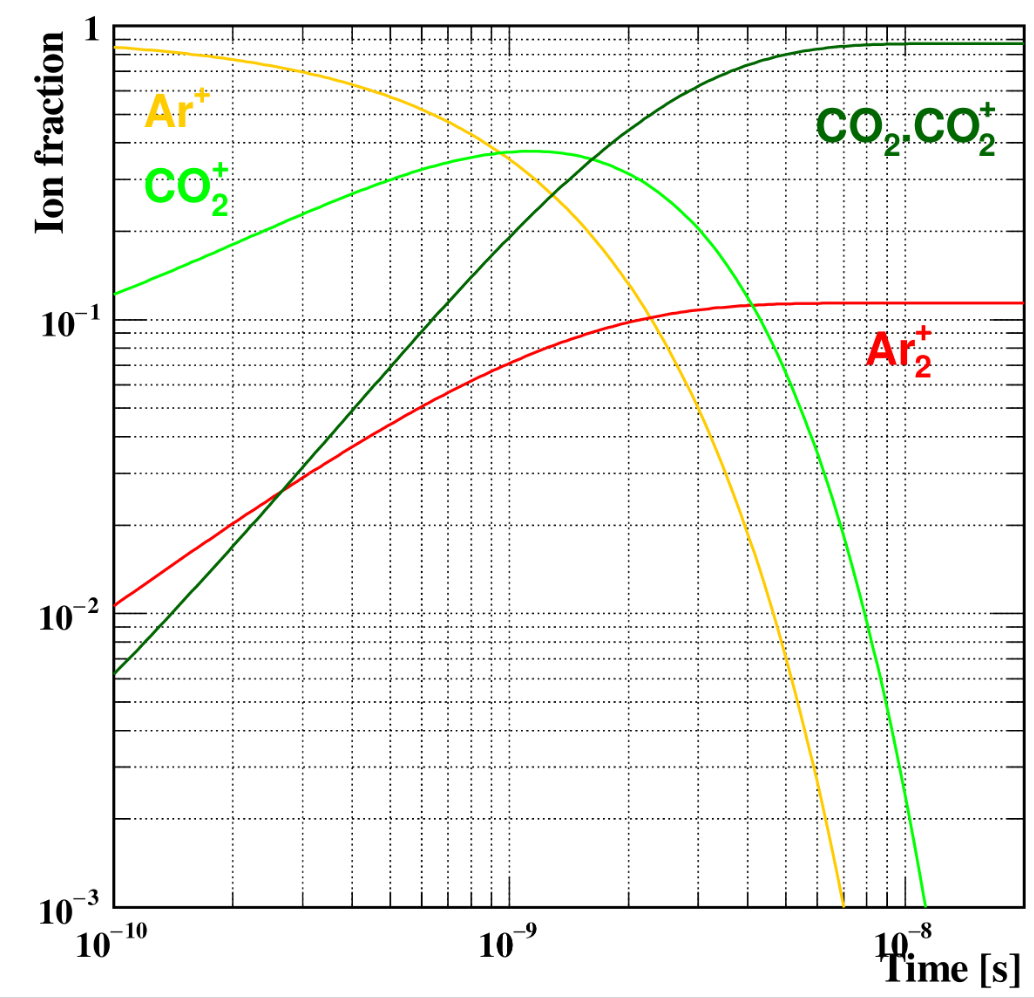 Ion fraction
1
10⁻¹
10⁻²
10⁻³
Ar⁺
CO₂⁺
CO₂.CO₂⁺
Ar₂⁺
10⁻¹⁰
10⁻⁹
10⁻⁸
Time [s]